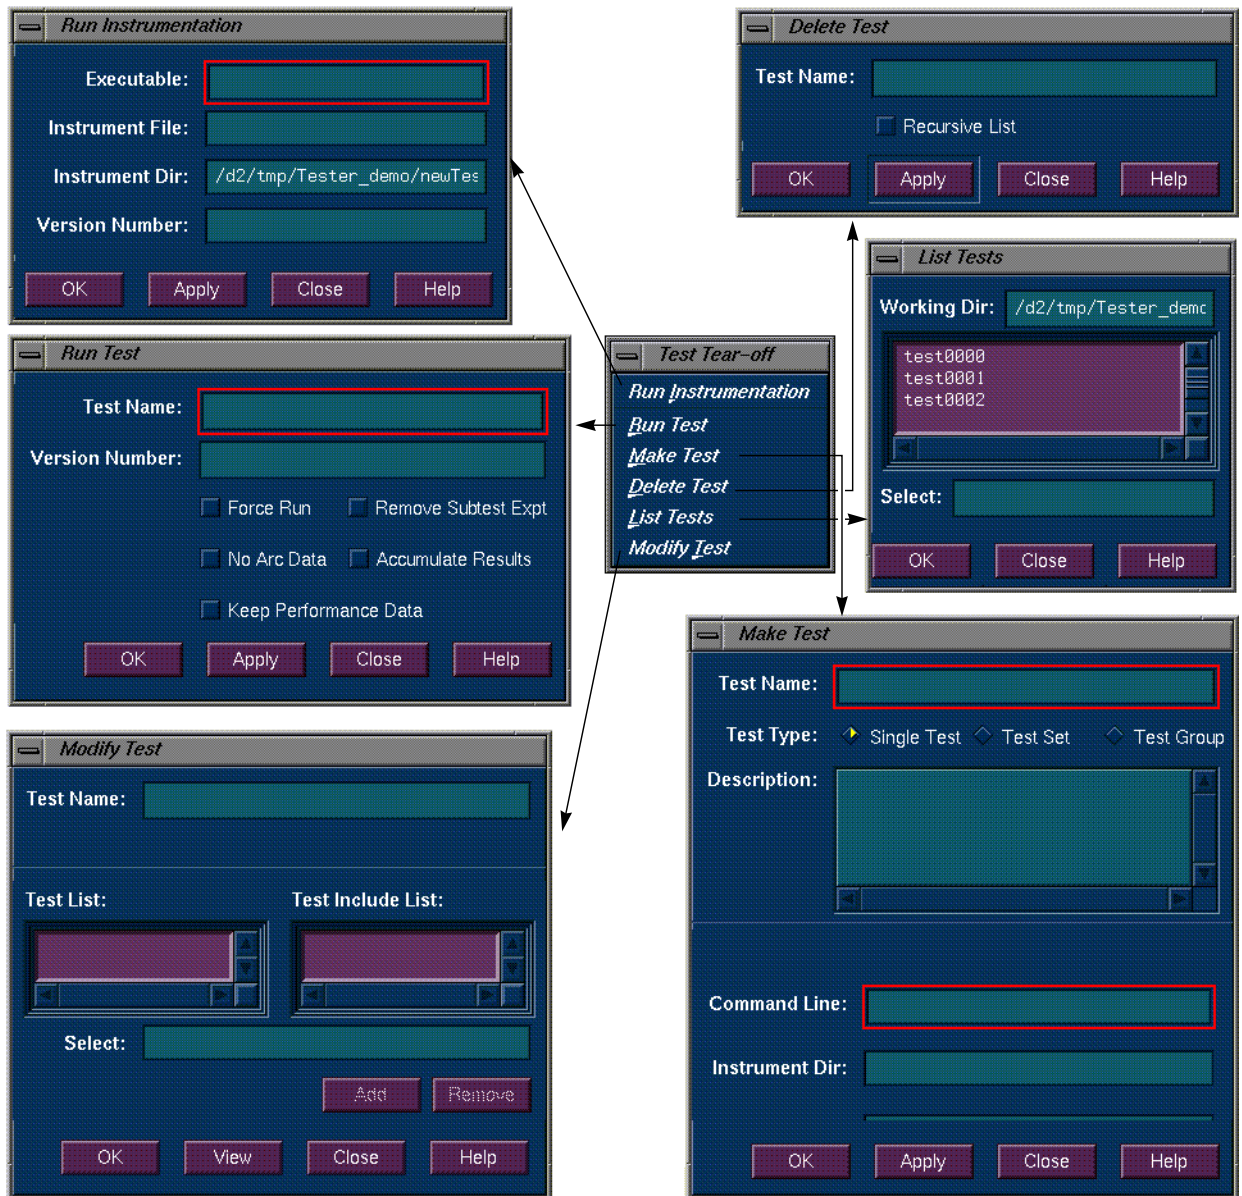 Run Instrumentation
Executable:
Instrument File:
Instrument Dir: /d2/tmp/Tester_demo/newTes
Version Number:
OK Apply Close Help
Delete Test
Test Name:
Recursive List
OK Apply Close Help
List Tests
Working Dir: /d2/tmp/Tester_demo
test0000
test0001
test0002
Select:
OK Close Help
Run Test
Test Name:
Version Number:
Force Run Remove Subtest Expt
No Arc Data Accumulate Results
Keep Performance Data
OK Apply Close Help
Test Tear-off
Run Instrumentation
Run Test
Make Test
Delete Test
List Tests
Modify Test
Modify Test
Test Name:
Test List: Test Include List:
Select:
Add Remove
OK View Close Help
Make Test
Test Name:
Test Type: Single Test Test Set Test Group
Description:
Command Line:
Instrument Dir:
OK Apply Close Help